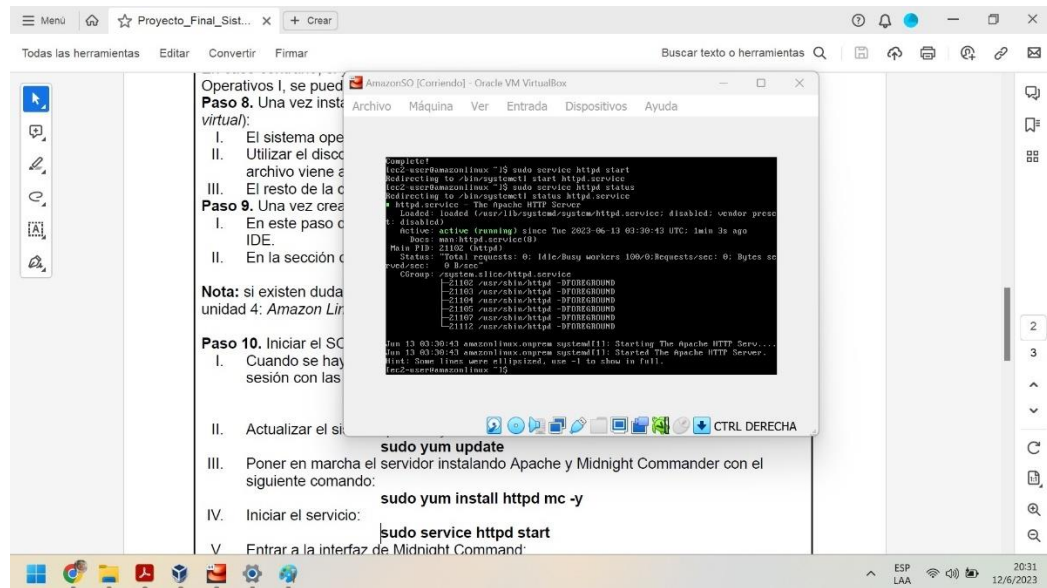 Menú
Proyecto_Final_Sist...
+ Crear
Todas las herramientas Editar Convertir Firmar
Buscar texto o herramientas
Operativos I, se pued
Paso 8. Una vez insta
virtual):
I. El sistema ope
II. Utilizar el disco
archivo viene a
III. El resto de la c
Paso 9. Una vez crea
I. En este paso c
IDE.
II. En la sección c
Nota: si existen duda
unidad 4: Amazon Lin
Paso 10. Iniciar el SO
I. Cuando se hay
sesión con las
II. Actualizar el si
sudo yum update
III. Poner en marcha el servidor instalando Apache y Midnight Commander con el
siguiente comando:
sudo yum install httpd mc -y
IV. Iniciar el servicio:
sudo service httpd start
V. Entrar a la interfaz de Midnight Command:
AmazonSO [Corriendo] - Oracle VM VirtualBox
Archivo Máquina Ver Entrada Dispositivos Ayuda
Complete!
[ec2-user@amazonlinux ~]$ sudo service httpd start
Redirecting to /bin/systemctl start httpd.service
[ec2-user@amazonlinux ~]$ sudo service httpd status
Redirecting to /bin/systemctl status httpd.service
httpd.service - The Apache HTTP Server
Loaded: loaded (/usr/lib/systemd/system/httpd.service; disabled; vendor prese
t: disabled)
Active: active (running) since Tue 2023-06-13 03:30:43 UTC; 1min 3s ago
Docs: man:httpd.service(8)
Main PID: 21102 (httpd)
Status: "Total requests: 0; Idle/Busy workers 100/0;Requests/sec: 0; Bytes se
rved/sec: 0 B/sec"
CGroup: /system.slice/httpd.service
├─21102 /usr/sbin/httpd -DFOREGROUND
├─21103 /usr/sbin/httpd -DFOREGROUND
├─21104 /usr/sbin/httpd -DFOREGROUND
├─21105 /usr/sbin/httpd -DFOREGROUND
├─21107 /usr/sbin/httpd -DFOREGROUND
└─21112 /usr/sbin/httpd -DFOREGROUND
Jun 13 03:30:43 amazonlinux.onprem systemd[1]: Starting The Apache HTTP Serv....
Jun 13 03:30:43 amazonlinux.onprem systemd[1]: Started The Apache HTTP Server.
Hint: Some lines were ellipsized, use -l to show in full.
[ec2-user@amazonlinux ~]$
CTRL DERECHA
2
3
ESP
LAA
20:31
12/6/2023